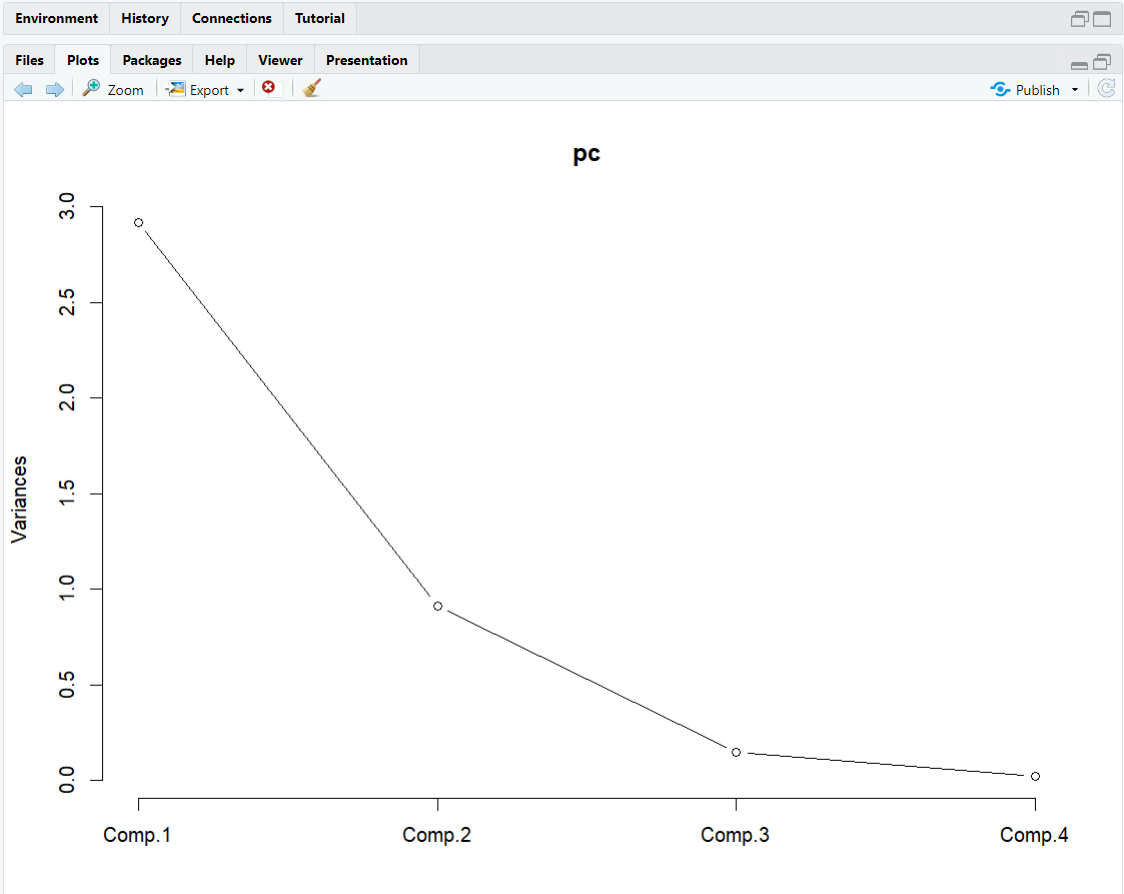 Environment History Connections Tutorial
Files Plots Packages Help Viewer Presentation
Zoom Export Publish
pc
3.0
2.5
2.0
1.5
1.0
0.5
0.0
Variances
Comp.1 Comp.2 Comp.3 Comp.4